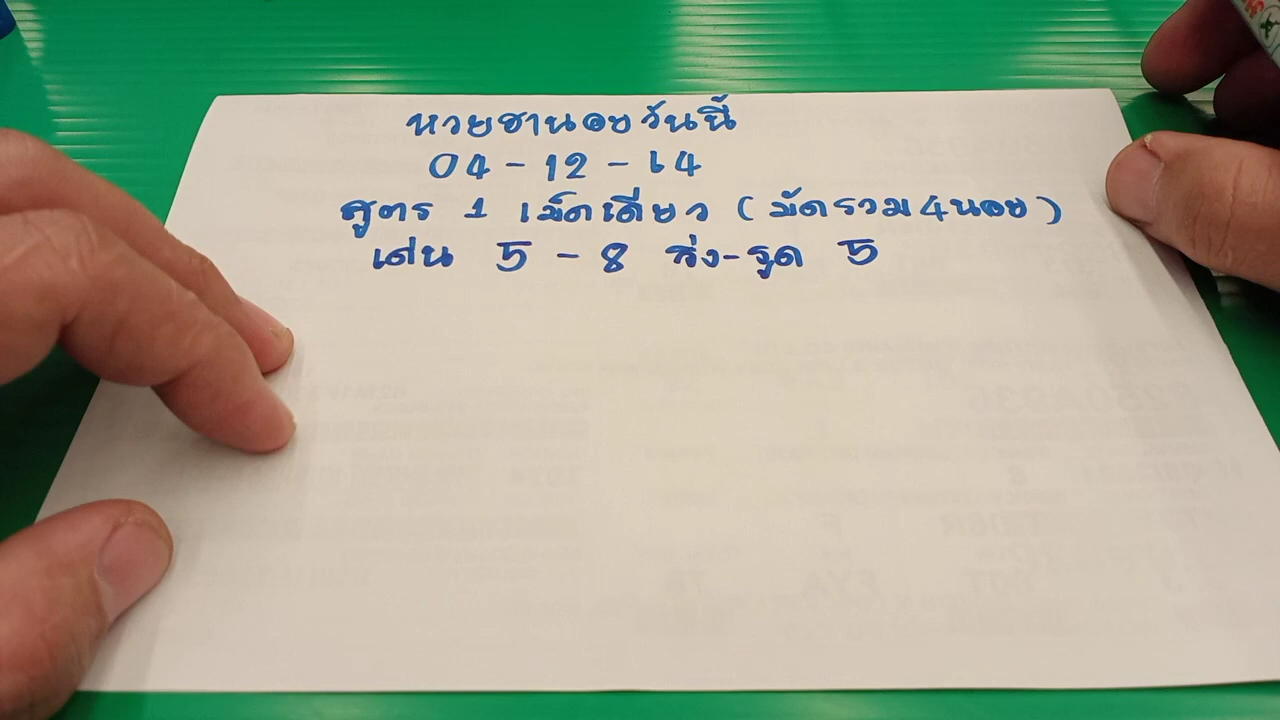 หวยฮานอยวันนี้
04 - 12 - 64
สูตร 1 เม็ดเดียว ( มัดรวม 4 นอย )
เด่น 5 - 8 วิ่ง-รูด 5